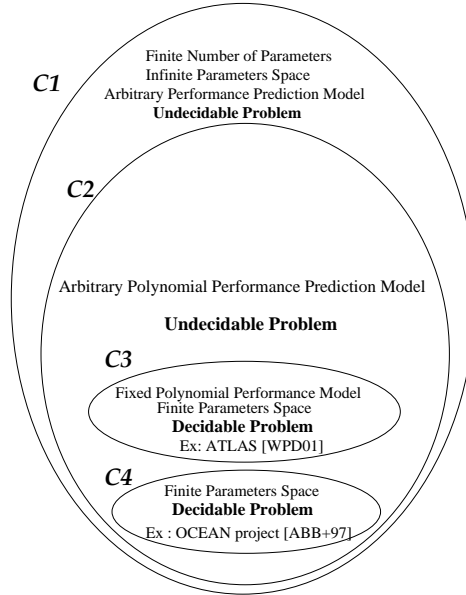 C1
Finite Number of Parameters
Infinite Parameters Space
Arbitrary Performance Prediction Model
Undecidable Problem
C2
Arbitrary Polynomial Performance Prediction Model
Undecidable Problem
C3
Fixed Polynomial Performance Model
Finite Parameters Space
Decidable Problem
Ex: ATLAS [WPD01]
C4
Finite Parameters Space
Decidable Problem
Ex : OCEAN project [ABB+97]